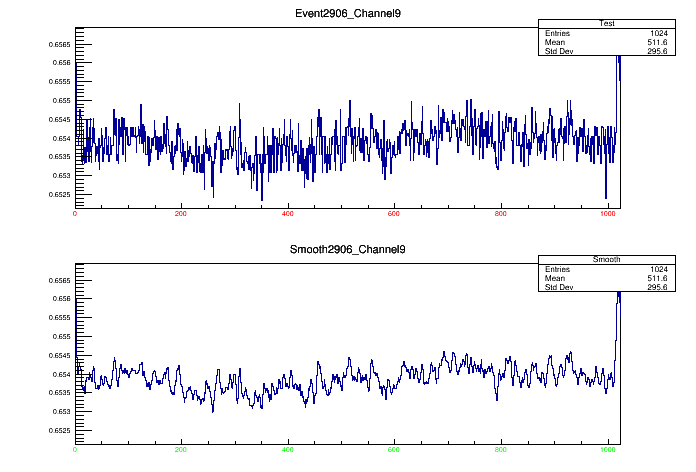 Event2906_Channel9
Test
Entries 1024
Mean 511.6
Std Dev 295.6
0.6565
0.656
0.6555
0.655
0.6545
0.654
0.6535
0.653
0.6525
0 200 400 600 800 1000
Smooth2906_Channel9
Smooth
Entries 1024
Mean 511.6
Std Dev 295.6
0.6565
0.656
0.6555
0.655
0.6545
0.654
0.6535
0.653
0.6525
0 200 400 600 800 1000